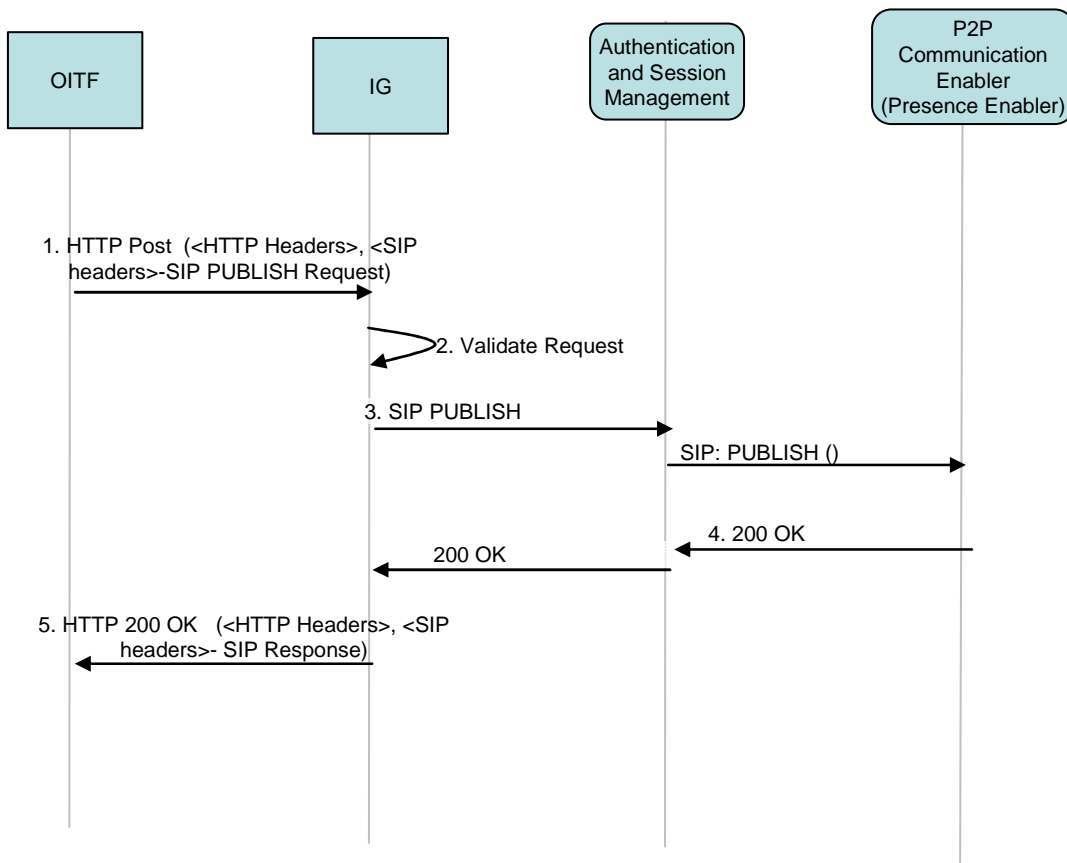 OITF
IG
Authentication
and Session
Management
P2P
Communication
Enabler
(Presence Enabler)
1. HTTP Post  (<HTTP Headers>, <SIP
headers>-SIP PUBLISH Request)
2. Validate Request
3. SIP PUBLISH
SIP: PUBLISH ()
4. 200 OK
200 OK
5. HTTP 200 OK   (<HTTP Headers>, <SIP
headers>- SIP Response)